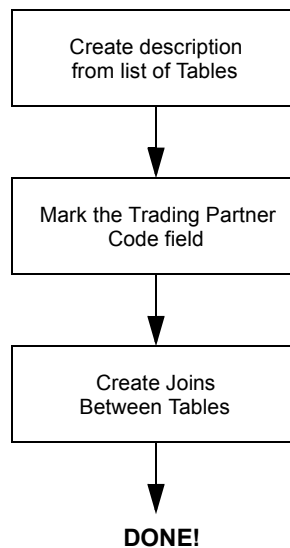 Create description
from list of Tables
Mark the Trading Partner
Code field
Create Joins
Between Tables
DONE!